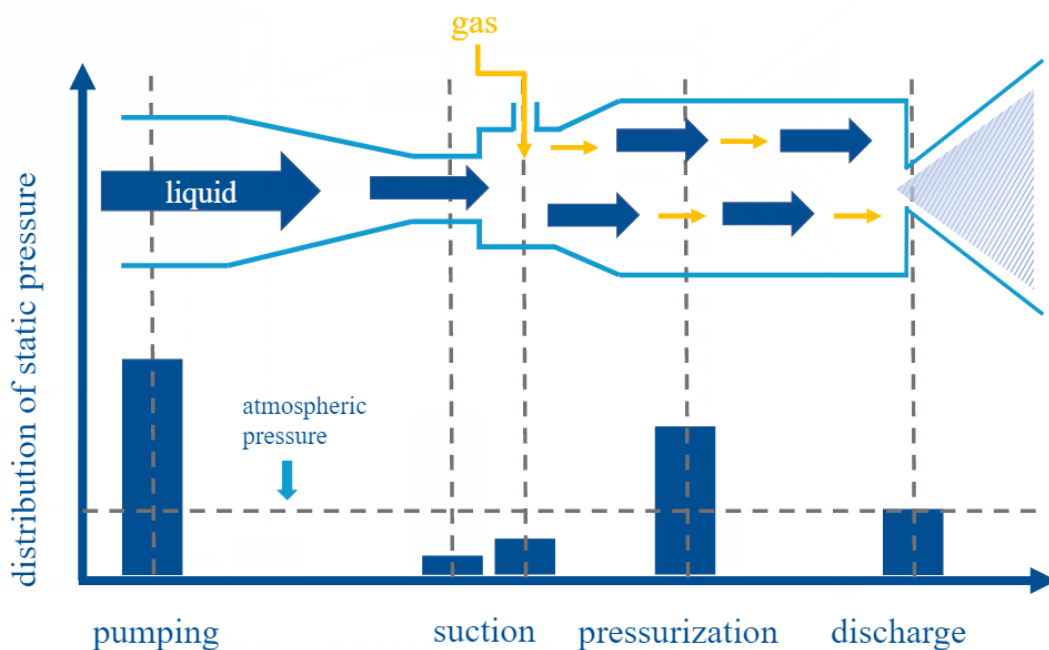 gas
liquid
distribution of static pressure
atmospheric
pressure
pumping
suction
pressurization
discharge